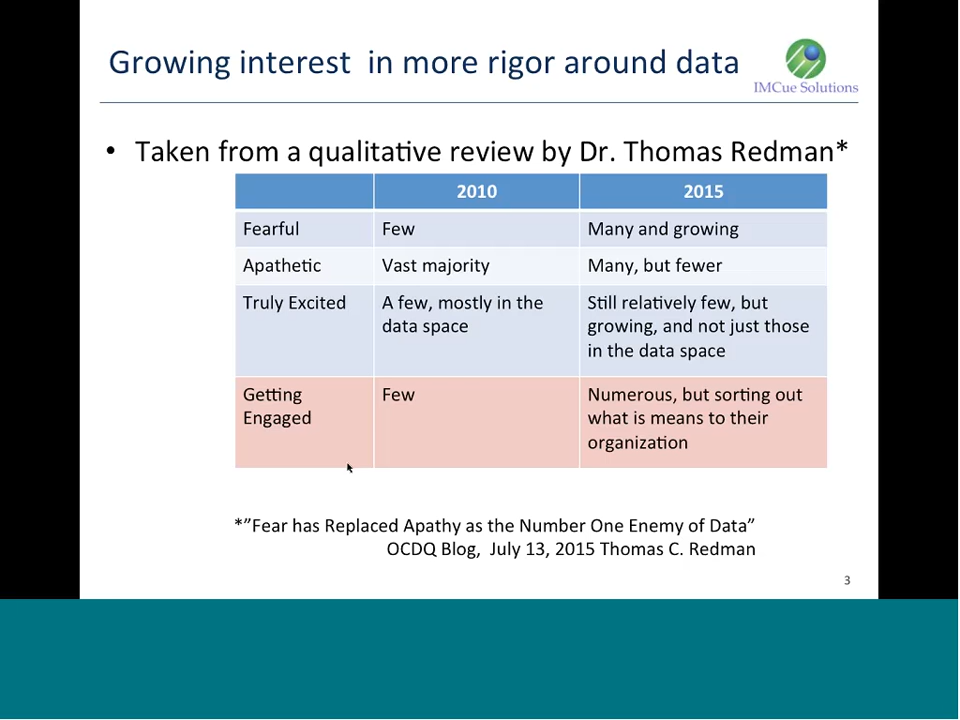 Growing interest  in more rigor around data
IMCue Solutions
• Taken from a qualitative review by Dr. Thomas Redman*
2010 2015
Fearful Few Many and growing
Apathetic Vast majority Many, but fewer
Truly Excited A few, mostly in the Still relatively few, but
data space growing, and not just those
in the data space
Getting Few Numerous, but sorting out
Engaged what is means to their
organization
*”Fear has Replaced Apathy as the Number One Enemy of Data”
OCDQ Blog,  July 13, 2015 Thomas C. Redman
3